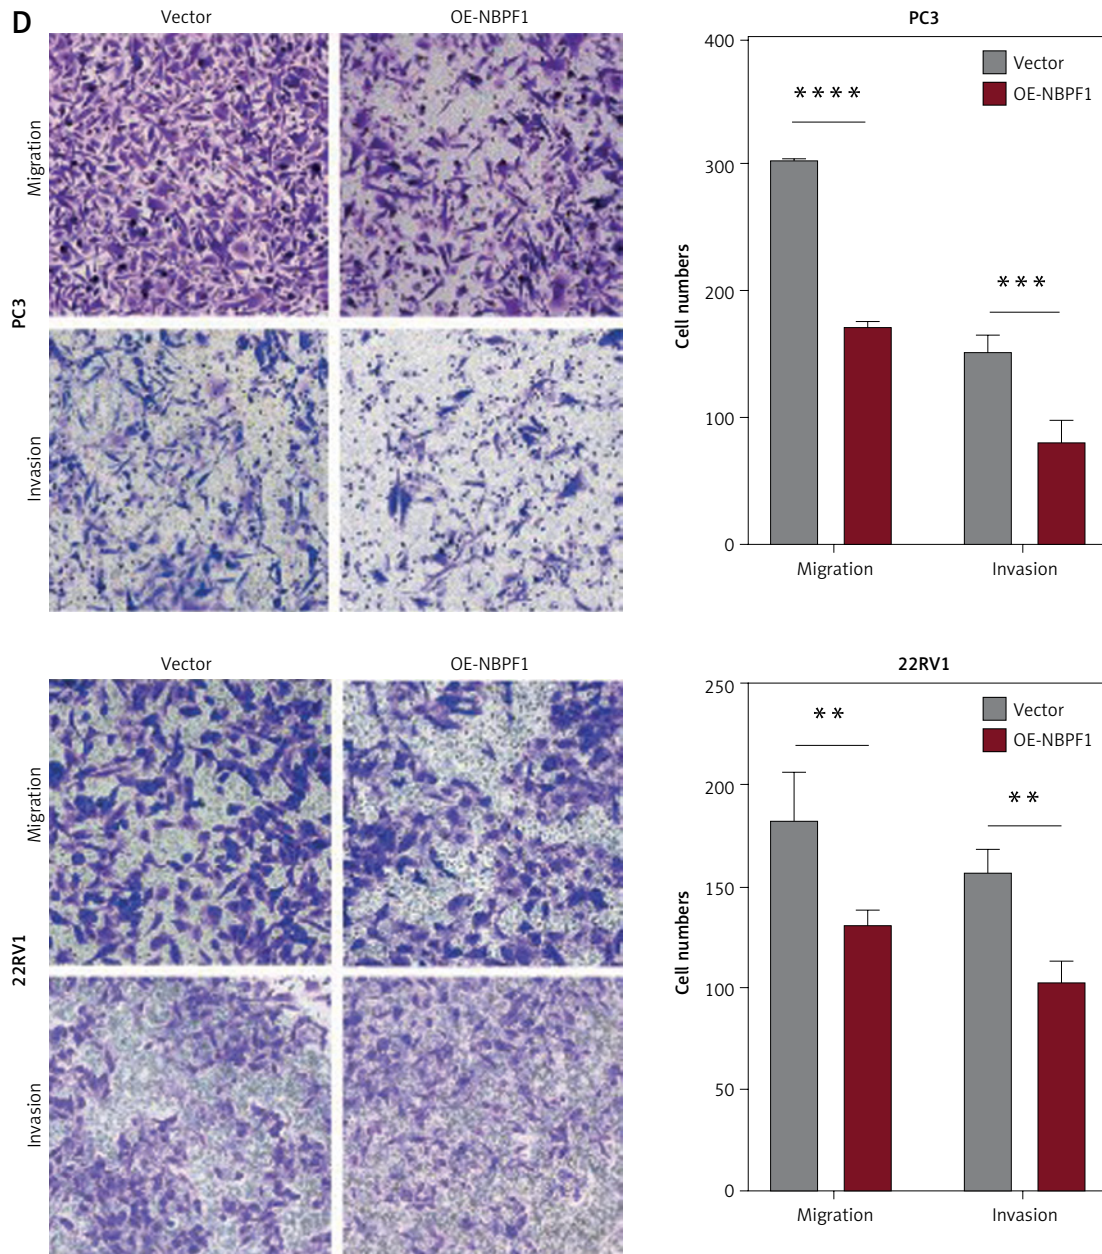 D
Vector OE-NBPF1
Migration
Invasion
PC3
PC3
Vector
OE-NBPF1
****
***
Cell numbers
400
300
200
100
0
Migration Invasion
Vector OE-NBPF1
Migration
Invasion
22RV1
22RV1
Vector
OE-NBPF1
**
**
Cell numbers
250
200
150
100
50
0
Migration Invasion